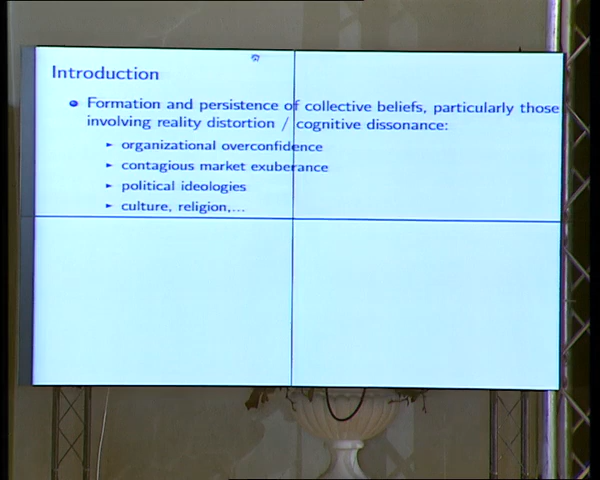 Introduction
Formation and persistence of collective beliefs, particularly those
involving reality distortion / cognitive dissonance:
organizational overconfidence
contagious market exuberance
political ideologies
culture, religion,...